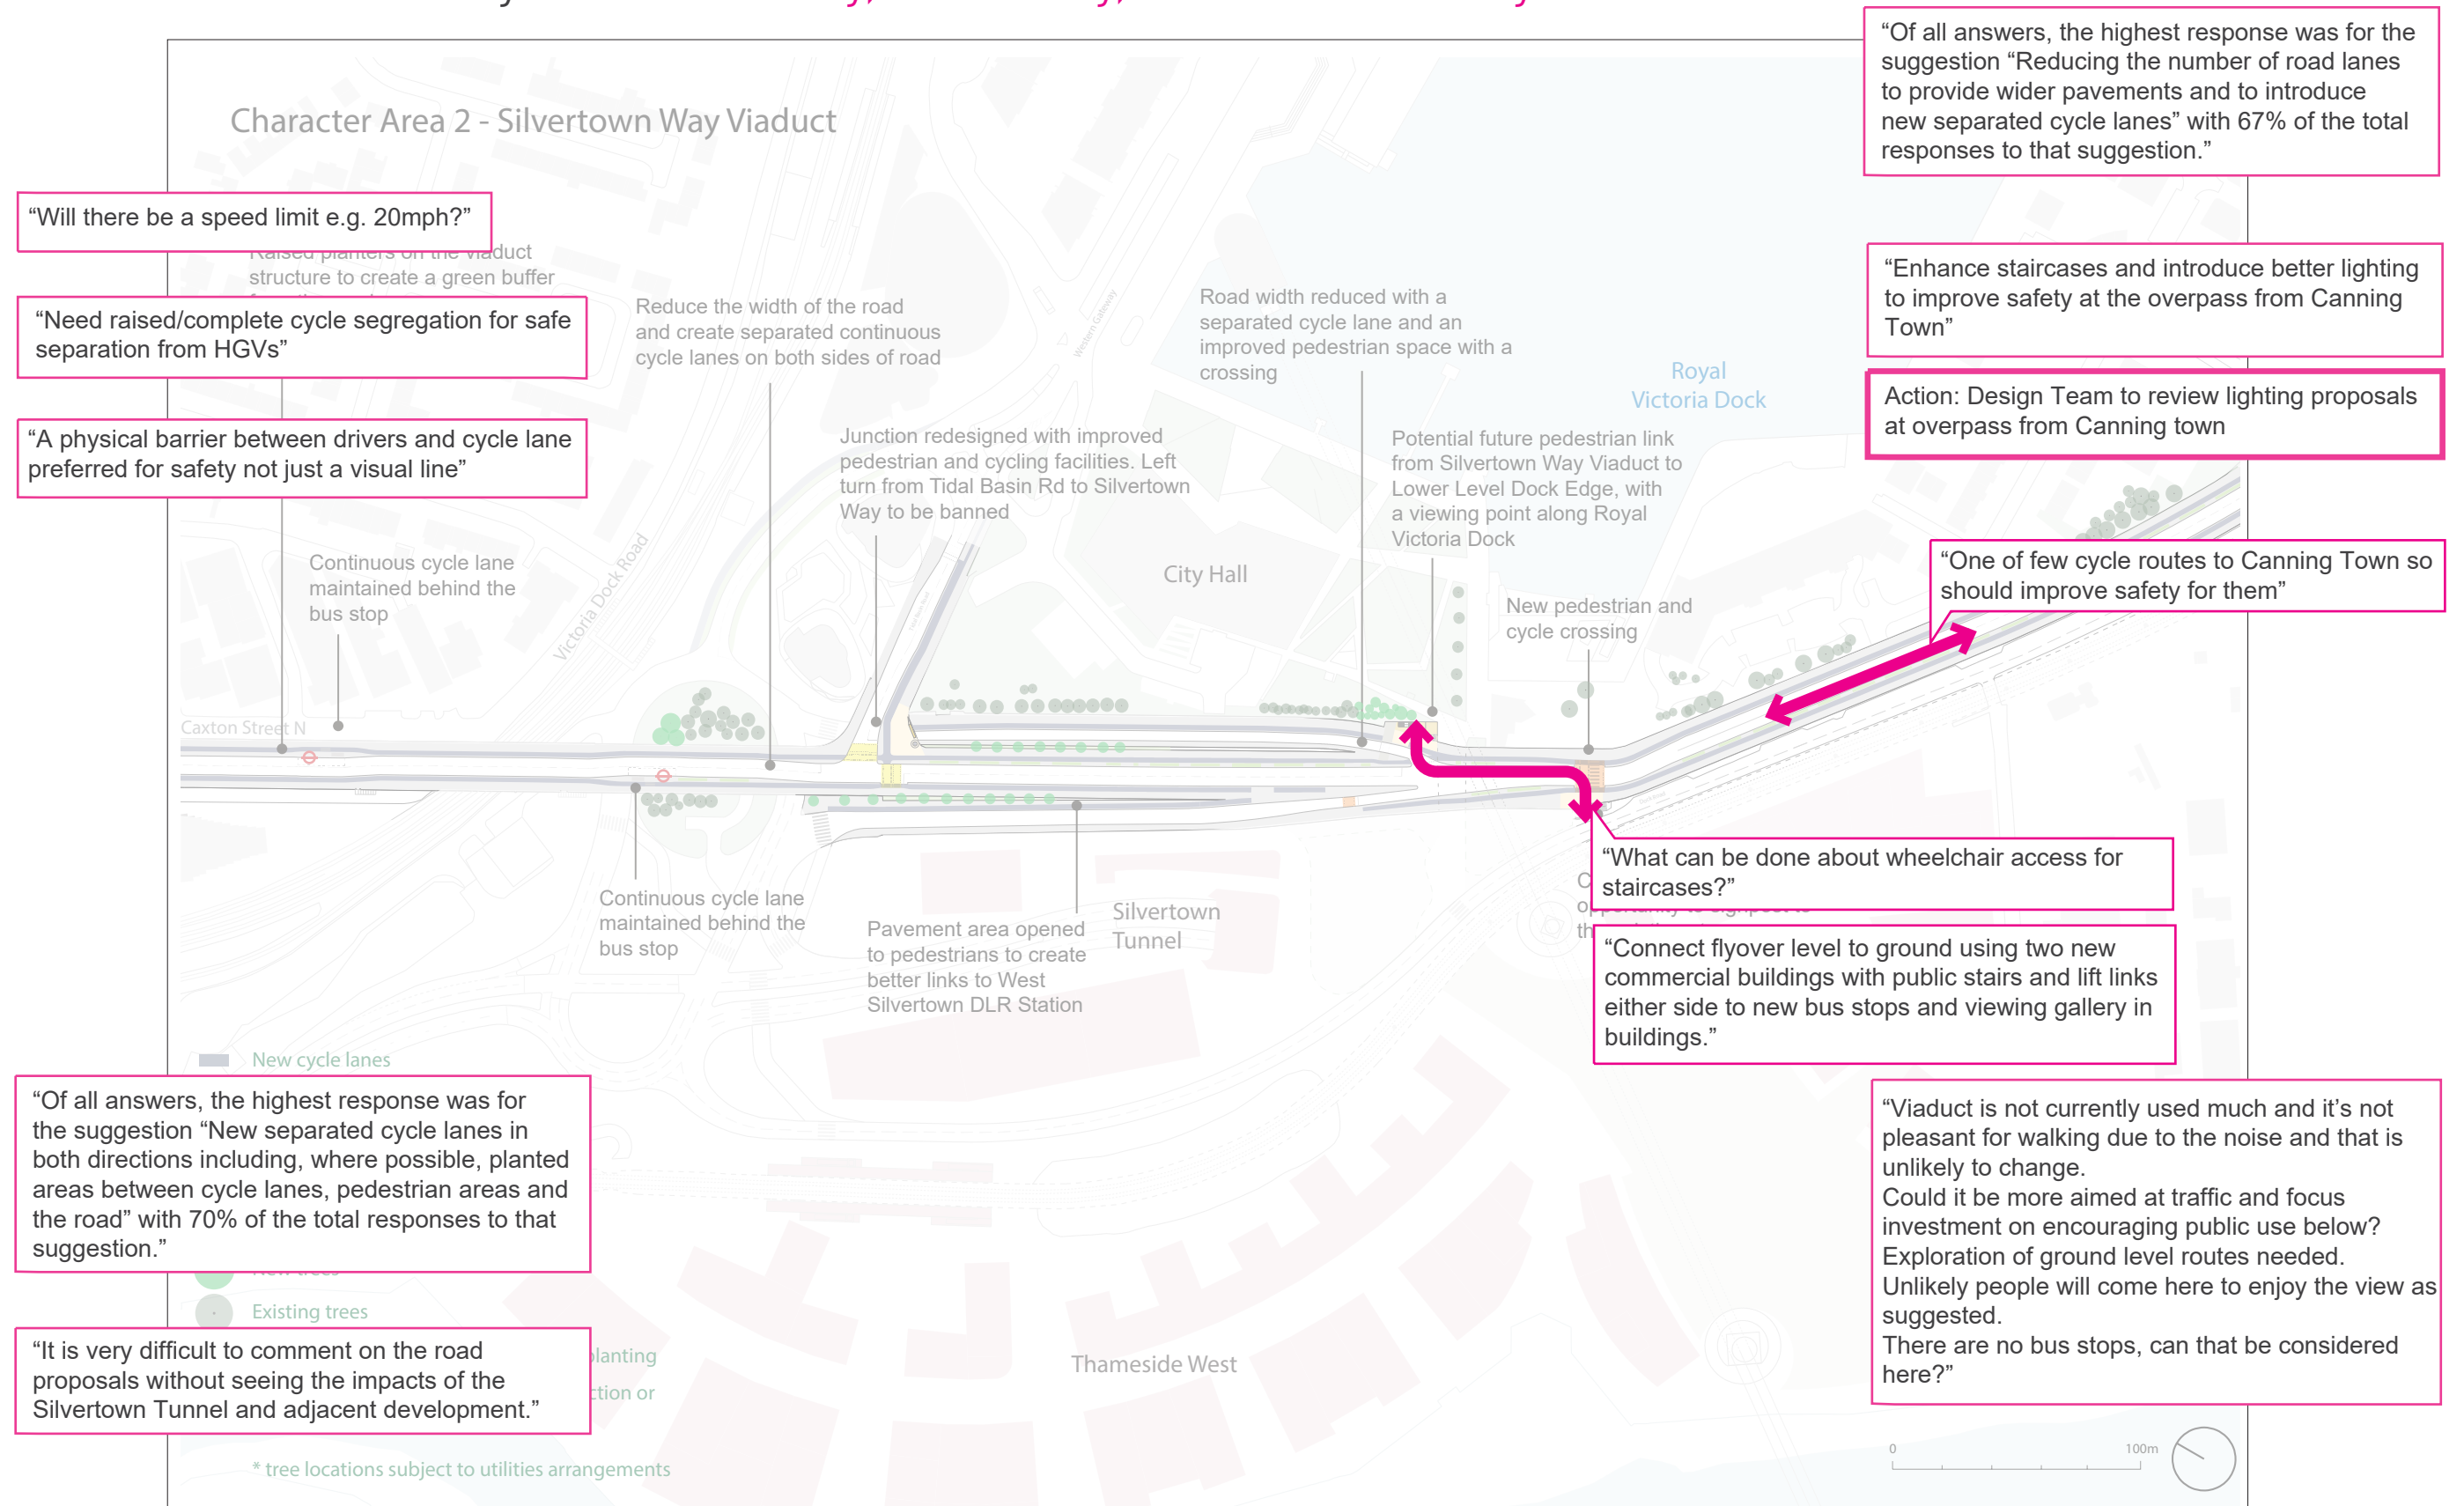 Character Area 2 - Silvertown Way Viaduct
“Of all answers, the highest response was for the
suggestion “Reducing the number of road lanes
to provide wider pavements and to introduce
new separated cycle lanes” with 67% of the total
responses to that suggestion.”
“Will there be a speed limit e.g. 20mph?”
Raised planters on the viaduct
structure to create a green buffer
“Need raised/complete cycle segregation for safe
separation from HGVs”
“A physical barrier between drivers and cycle lane
preferred for safety not just a visual line”
Continuous cycle lane
maintained behind the
bus stop
Victoria Dock Road
Caxton Street N
Reduce the width of the road
and create separated continuous
cycle lanes on both sides of road
Western Gateway
Junction redesigned with improved
pedestrian and cycling facilities. Left
turn from Tidal Basin Rd to Silvertown
Way to be banned
Road width reduced with a
separated cycle lane and an
improved pedestrian space with a
crossing
Royal
Victoria Dock
Potential future pedestrian link
from Silvertown Way Viaduct to
Lower Level Dock Edge, with
a viewing point along Royal
Victoria Dock
City Hall
New pedestrian and
cycle crossing
“Enhance staircases and introduce better lighting
to improve safety at the overpass from Canning
Town”
Action: Design Team to review lighting proposals
at overpass from Canning town
“One of few cycle routes to Canning Town so
should improve safety for them”
“What can be done about wheelchair access for
staircases?”
“Connect flyover level to ground using two new
commercial buildings with public stairs and lift links
either side to new bus stops and viewing gallery in
buildings.”
Continuous cycle lane
maintained behind the
bus stop
Pavement area opened
to pedestrians to create
better links to West
Silvertown DLR Station
Silvertown
Tunnel
New cycle lanes
“Of all answers, the highest response was for
the suggestion “New separated cycle lanes in
both directions including, where possible, planted
areas between cycle lanes, pedestrian areas and
the road” with 70% of the total responses to that
suggestion.”
New trees
Existing trees
“It is very difficult to comment on the road
proposals without seeing the impacts of the
Silvertown Tunnel and adjacent development.”
planting
ction or
* tree locations subject to utilities arrangements
Thameside West
“Viaduct is not currently used much and it’s not
pleasant for walking due to the noise and that is
unlikely to change.
Could it be more aimed at traffic and focus
investment on encouraging public use below?
Exploration of ground level routes needed.
Unlikely people will come here to enjoy the view as
suggested.
There are no bus stops, can that be considered
here?”
0 100m